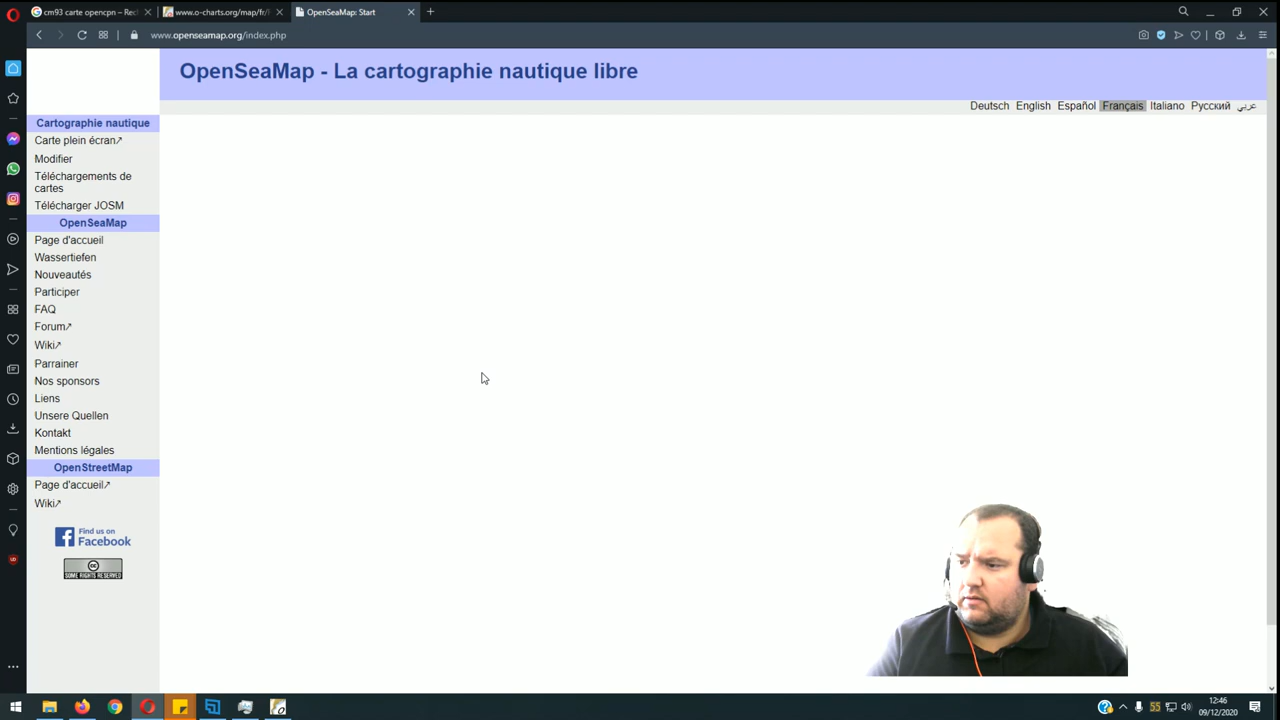 cm93 carte opencpn – Rec
www.o-charts.org/map/fr/
OpenSeaMap: Start
www.openseamap.org/index.php
OpenSeaMap - La cartographie nautique libre
Deutsch English Español Français Italiano Русский عربي
Cartographie nautique
Carte plein écran↗
Modifier
Téléchargements de
cartes
Télécharger JOSM
OpenSeaMap
Page d'accueil
Wassertiefen
Nouveautés
Participer
FAQ
Forum↗
Wiki↗
Parrainer
Nos sponsors
Liens
Unsere Quellen
Kontakt
Mentions légales
OpenStreetMap
Page d'accueil↗
Wiki↗
Find us on
Facebook
cc
SOME RIGHTS RESERVED
55
12:46
09/12/2020